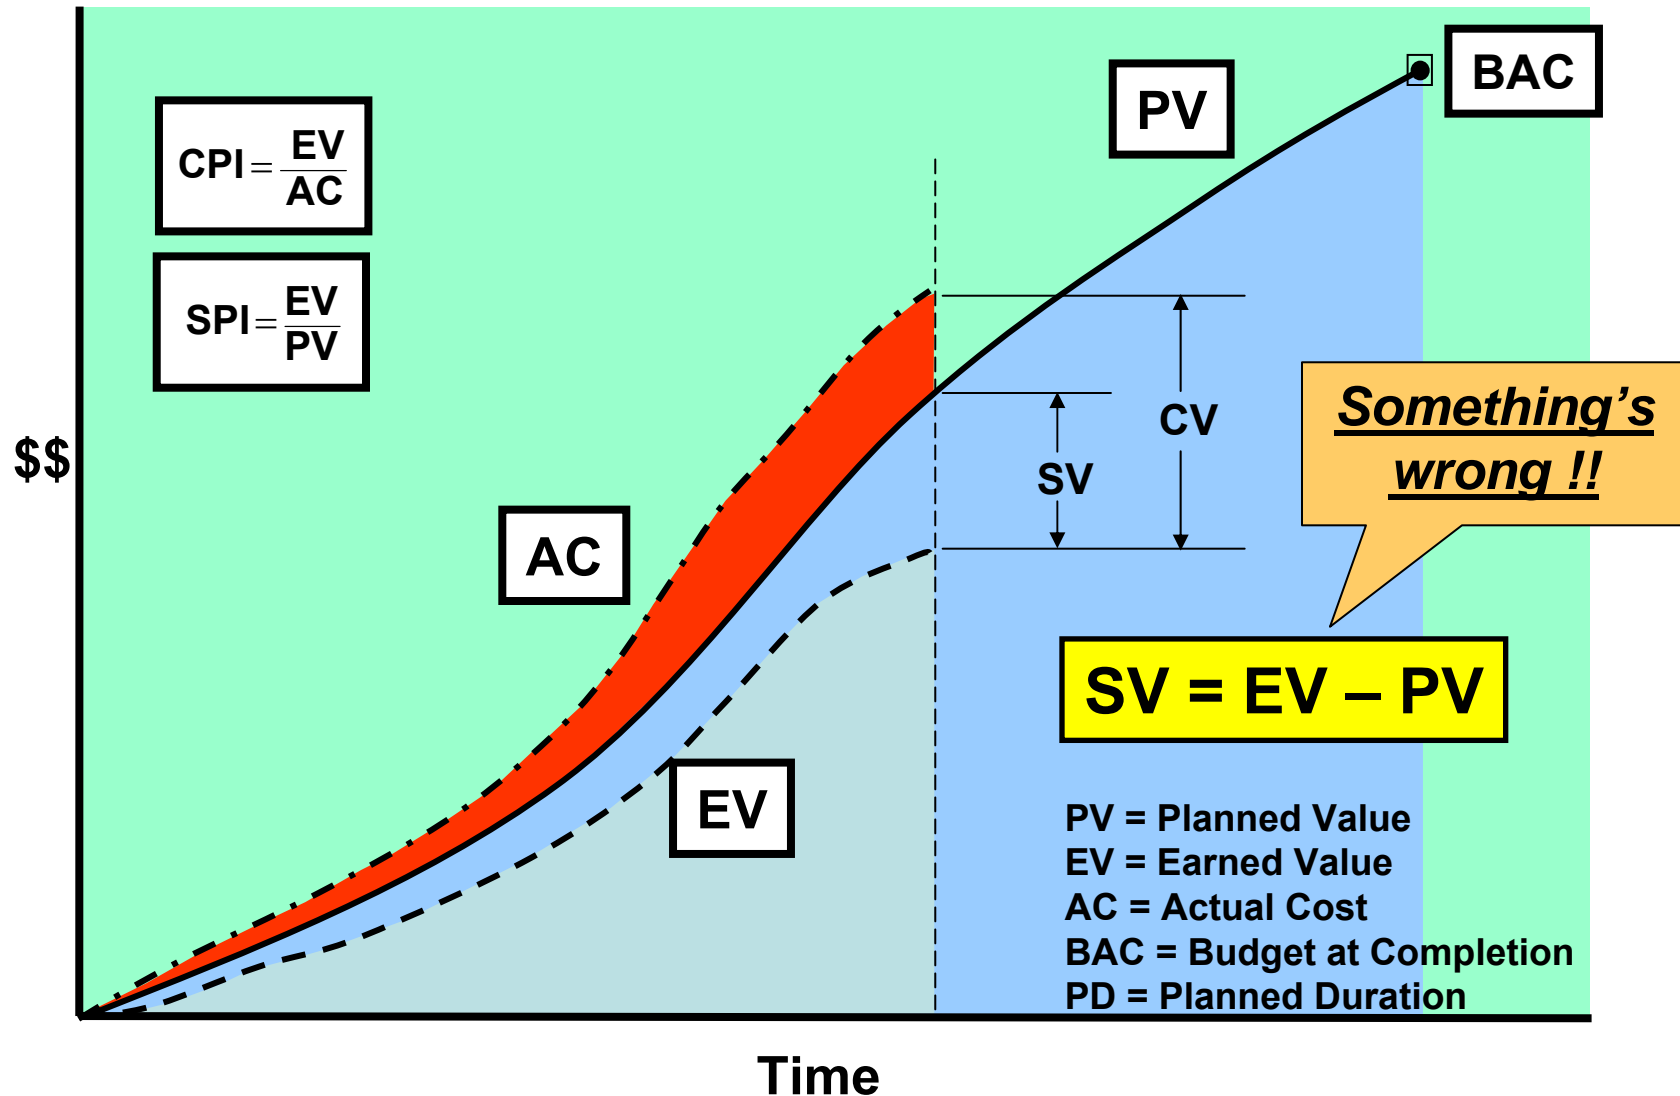 BAC
PV
CPI = EV
AC
SPI = EV
PV
CV
Something's
wrong !!
$$
SV
AC
SV = EV – PV
EV
PV = Planned Value
EV = Earned Value
AC = Actual Cost
BAC = Budget at Completion
PD = Planned Duration
Time